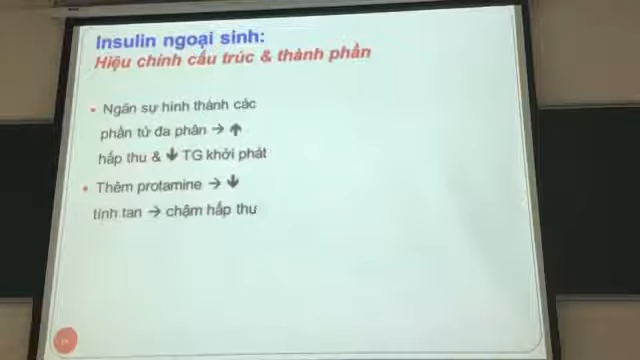 Insulin ngoại sinh:
Hiệu chỉnh cấu trúc & thành phần
• Ngăn sự hình thành các
phần tử đa phân → ↑
hấp thu & ↓ TG khởi phát
• Thêm protamine → ↓
tính tan → chậm hấp thu